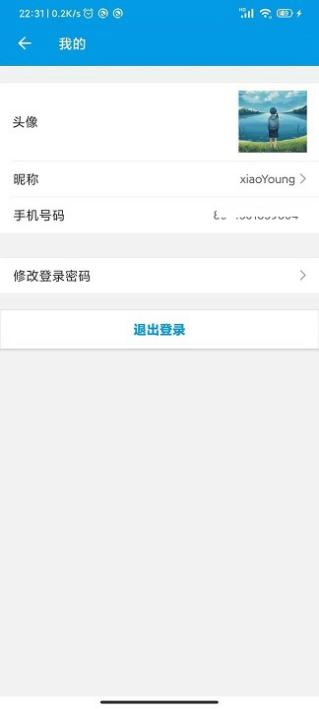 22:31 | 0.2K/s
我的
头像
昵称
xiaoYoung
手机号码
修改登录密码
退出登录